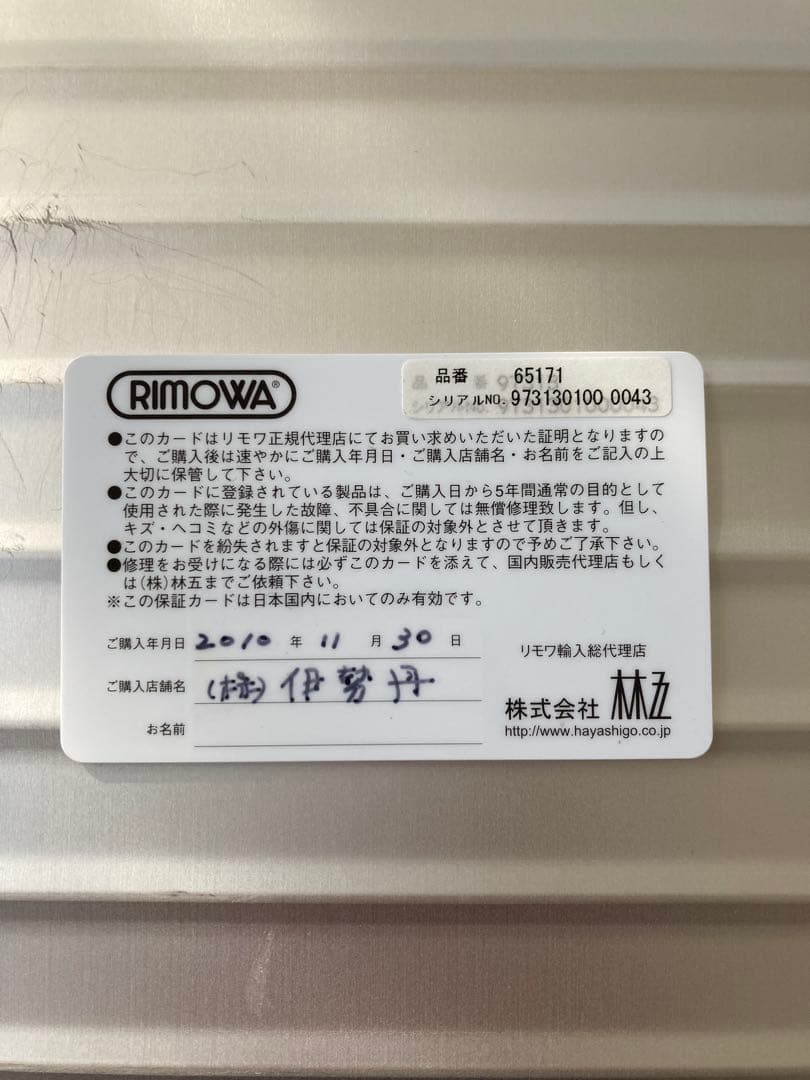 RIMOWA®
品番 65171
シリアルNO. 973130100 0043
●このカードはリモワ正規代理店にてお買い求めいただいた証明となりますの
で、ご購入後は速やかにご購入年月日・ご購入店舗名・お名前をご記入の上
大切に保管して下さい。
●このカードに登録されている製品は、ご購入日から5年間通常の目的として
使用された際に発生した故障、不具合に関しては無償修理致します。但し、
キズ・ヘコミなどの外傷に関しては保証の対象外とさせて頂きます。
●このカードを紛失されますと保証の対象外となりますので予めご了承下さい。
●修理をお受けになる際には必ずこのカードを添えて、国内販売代理店もしく
は(株)林五までご依頼下さい。
※この保証カードは日本国内においてのみ有効です。
ご購入年月日 2010 年 11 月 30 日
ご購入店舗名 (株)伊勢丹
お名前
リモワ輸入総代理店
株式会社 林五
http://www.hayashigo.co.jp